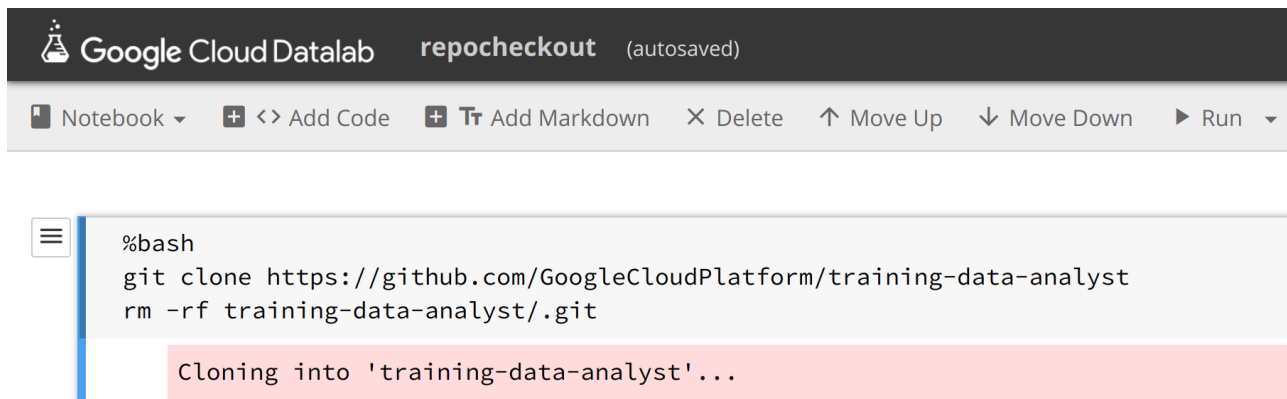 Google Cloud Datalab repocheckout (autosaved)
Notebook <> Add Code Tт Add Markdown Delete Move Up Move Down Run
%bash
git clone https://github.com/GoogleCloudPlatform/training-data-analyst
rm -rf training-data-analyst/.git
Cloning into 'training-data-analyst'...